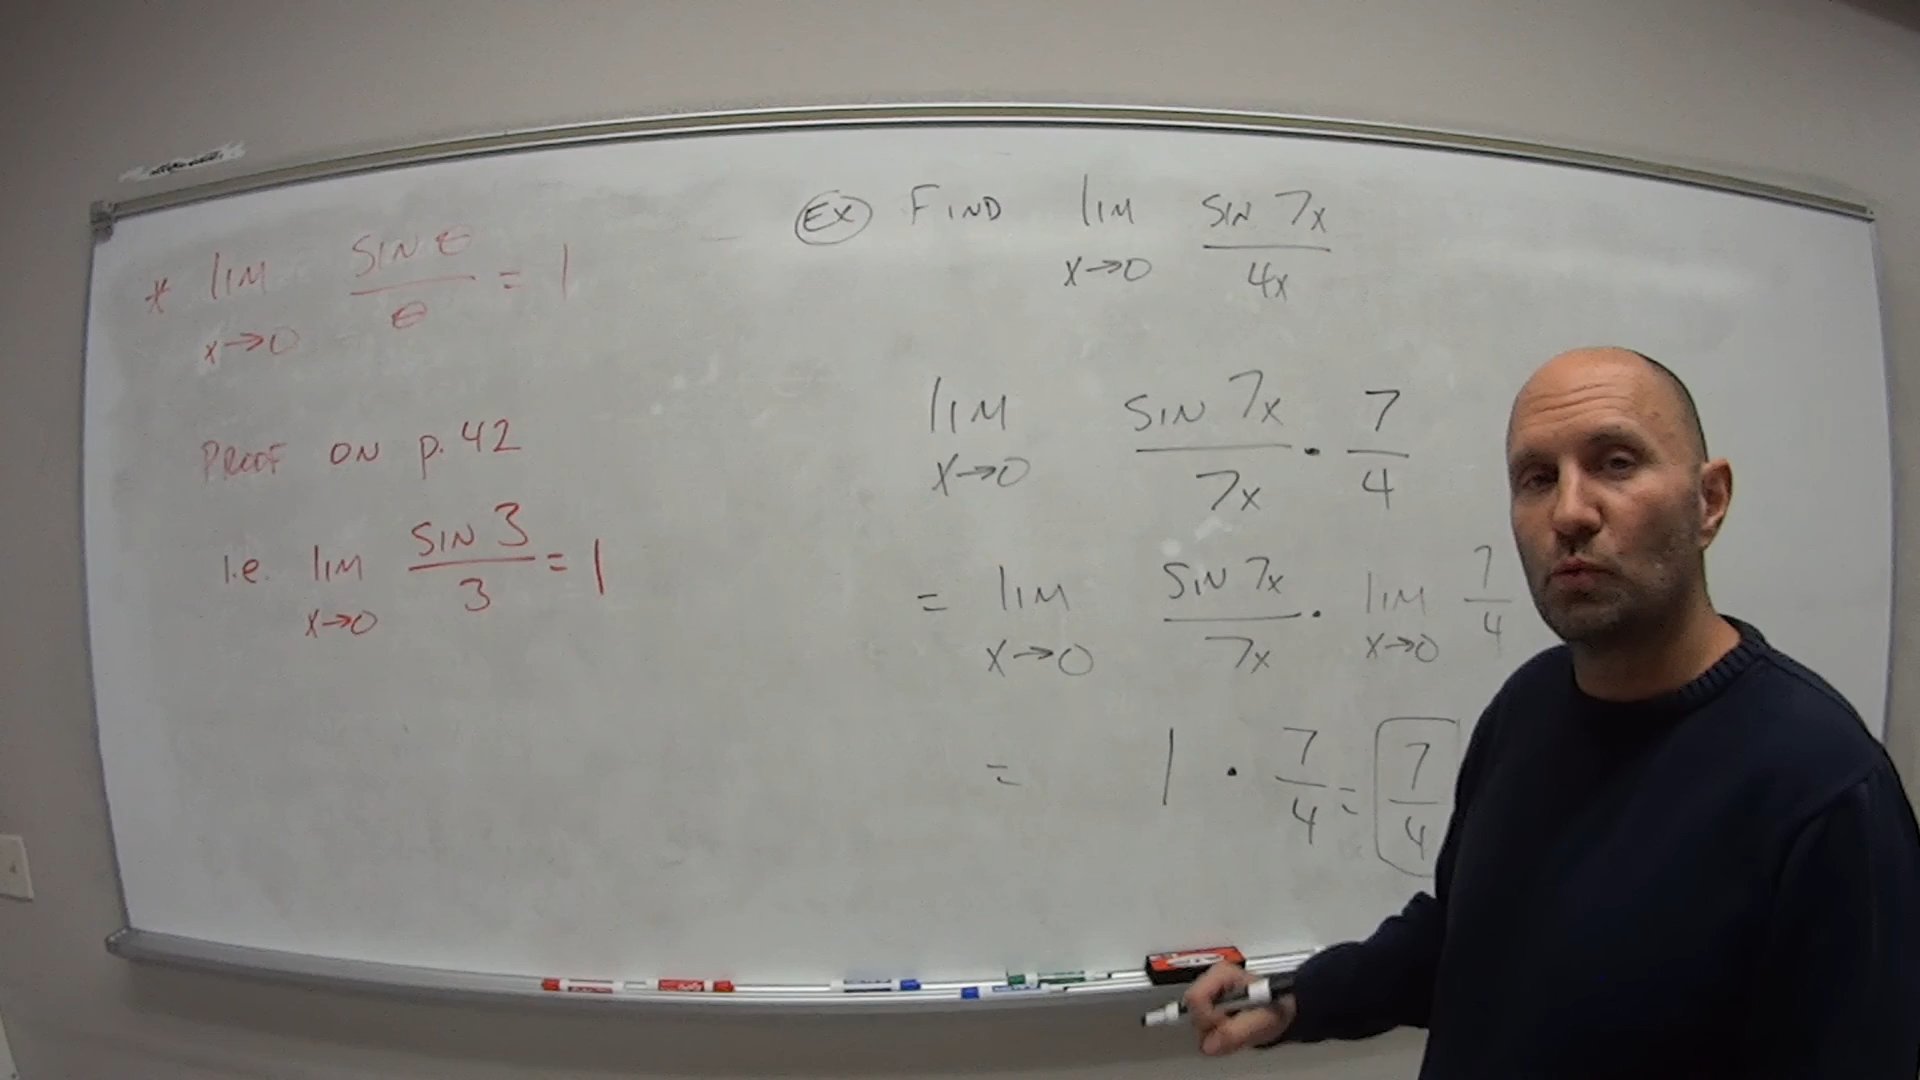 * lim x→0 sin θ / θ = 1
Proof on p. 42
i.e. lim x→0 sin 3 / 3 = 1
Ex Find lim x→0 sin 7x / 4x
lim x→0 sin 7x / 7x · 7/4
= lim x→0 sin 7x / 7x · lim x→0 7/4
= 1 · 7/4 = 7/4